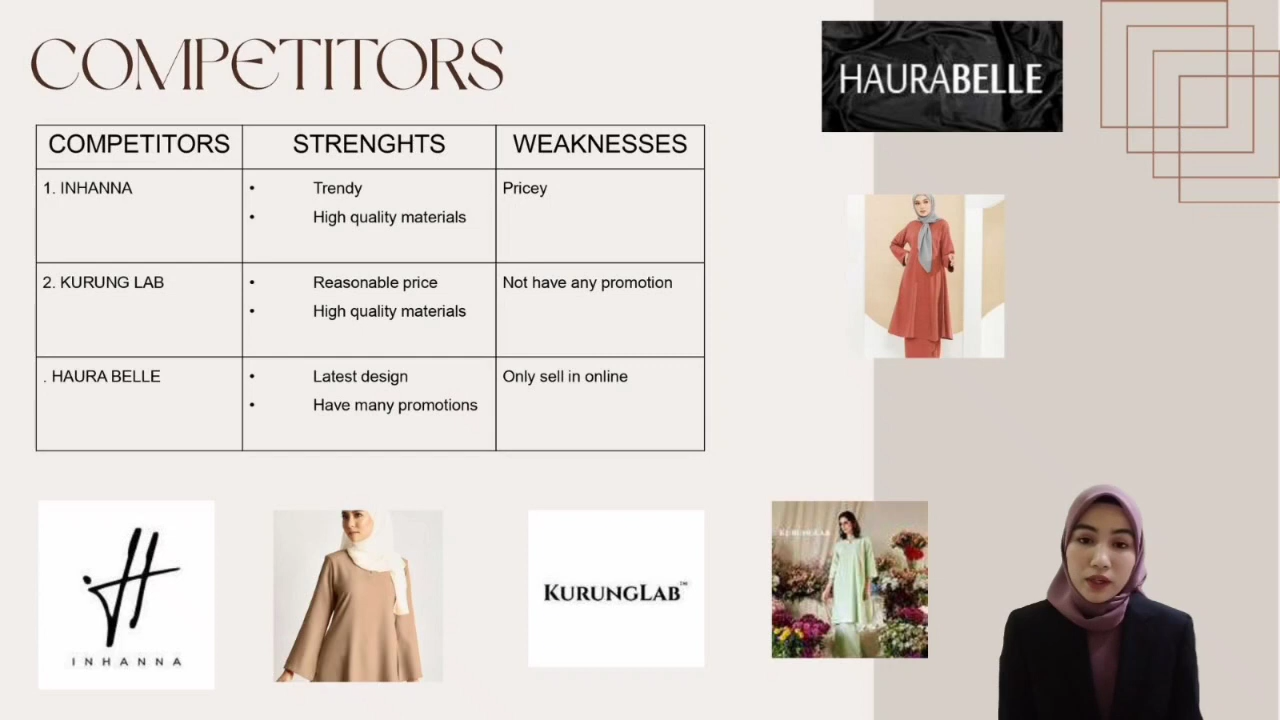 COMPETITORS
HAURABELLE
COMPETITORS STRENGHTS WEAKNESSES
1. INHANNA
• Trendy
• High quality materials
Pricey
2. KURUNG LAB
• Reasonable price
• High quality materials
Not have any promotion
. HAURA BELLE
• Latest design
• Have many promotions
Only sell in online
INHANNA
KURUNGLAB™
KURUNGLAB